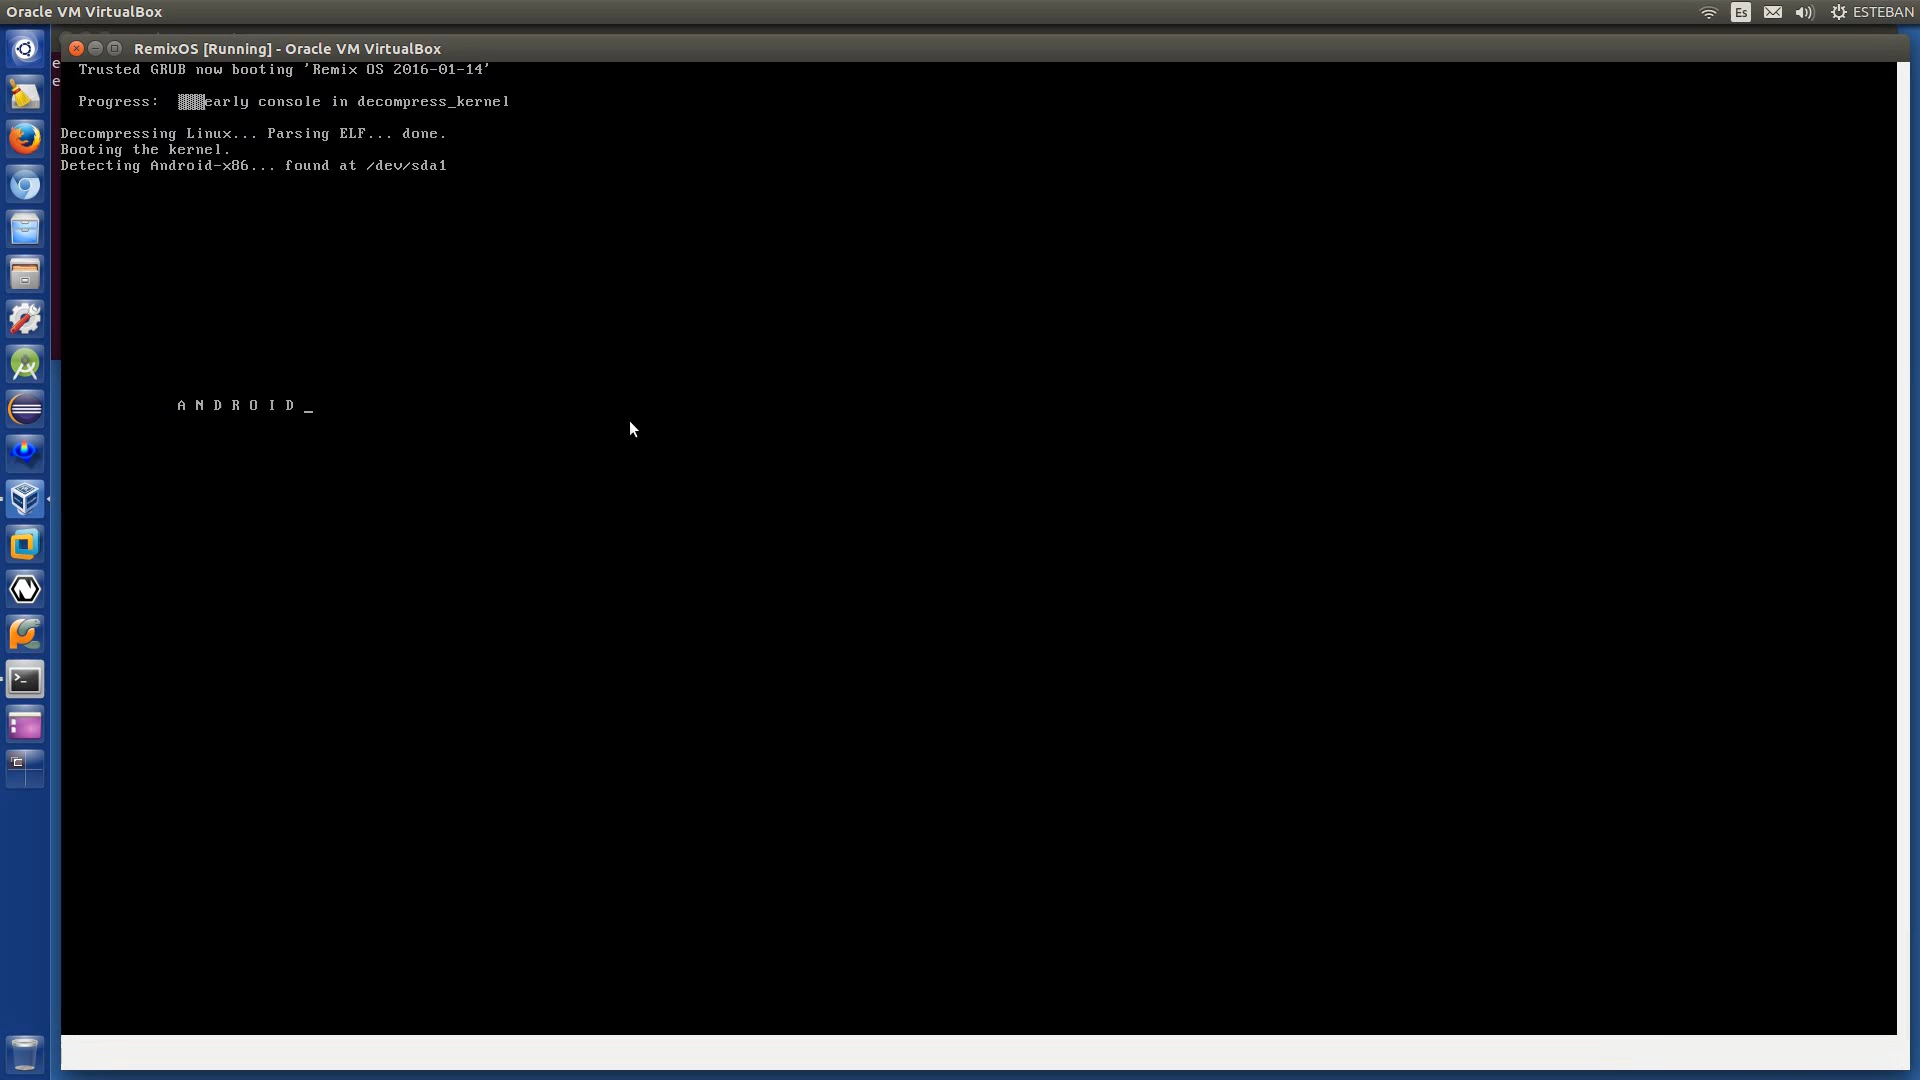 Oracle VM VirtualBox
Es
ESTEBAN
RemixOS [Running] - Oracle VM VirtualBox
e
e
Trusted GRUB now booting 'Remix OS 2016-01-14'
Progress: early console in decompress_kernel
Decompressing Linux... Parsing ELF... done.
Booting the kernel.
Detecting Android-x86... found at /dev/sda1
A N D R O I D _